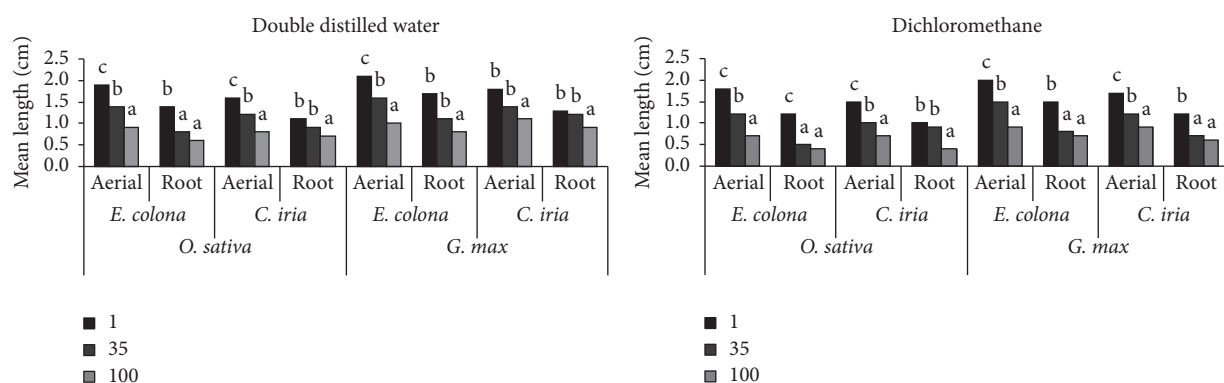 Double distilled water
Mean length (cm)
2.5
2.0
1.5
1.0
0.5
0.0
c b a b a a c b a b b a c b a b a a c b a b b a
Aerial Root Aerial Root Aerial Root Aerial Root
E. colona C. iria E. colona C. iria
O. sativa G. max
1
35
100
Dichloromethane
Mean length (cm)
2.5
2.0
1.5
1.0
0.5
0.0
c b a c a a c b a b b a c b a b a a c b a b a a
Aerial Root Aerial Root Aerial Root Aerial Root
E. colona C. iria E. colona C. iria
O. sativa G. max
1
35
100